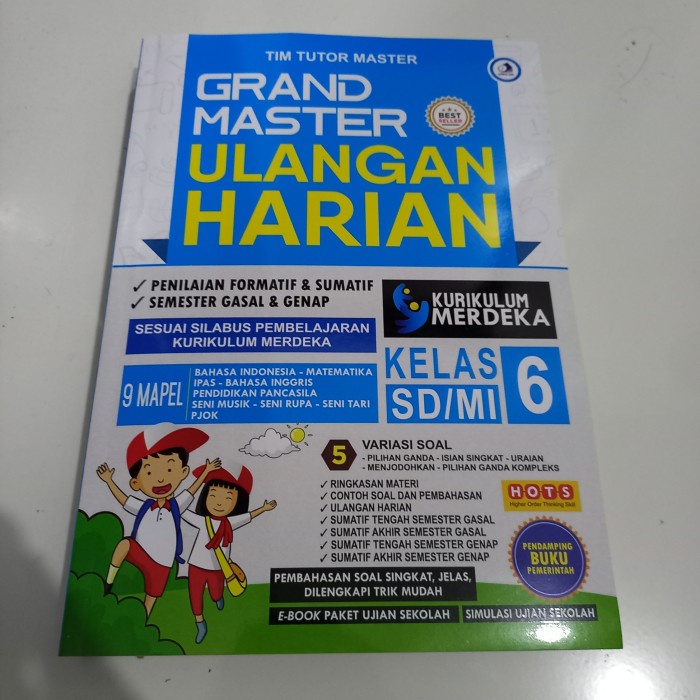 TIM TUTOR MASTER
GRAND
MASTER
BEST
SELLER
ULANGAN
HARIAN
✓ PENILAIAN FORMATIF & SUMATIF
✓ SEMESTER GASAL & GENAP
KURIKULUM
MERDEKA
SESUAI SILABUS PEMBELAJARAN
KURIKULUM MERDEKA
9 MAPEL
BAHASA INDONESIA - MATEMATIKA
IPAS - BAHASA INGGRIS
PENDIDIKAN PANCASILA
SENI MUSIK - SENI RUPA - SENI TARI
PJOK
KELAS
SD/MI
6
5 VARIASI SOAL
- PILIHAN GANDA - ISIAN SINGKAT - URAIAN
- MENJODOHKAN - PILIHAN GANDA KOMPLEKS
✓ RINGKASAN MATERI
✓ CONTOH SOAL DAN PEMBAHASAN
✓ ULANGAN HARIAN
✓ SUMATIF TENGAH SEMESTER GASAL
✓ SUMATIF AKHIR SEMESTER GASAL
✓ SUMATIF TENGAH SEMESTER GENAP
✓ SUMATIF AKHIR SEMESTER GENAP
HOTS
Higher Order Thinking Skill
PENDAMPING
BUKU
PEMERINTAH
PEMBAHASAN SOAL SINGKAT, JELAS,
DILENGKAPI TRIK MUDAH
E-BOOK PAKET UJIAN SEKOLAH
SIMULASI UJIAN SEKOLAH